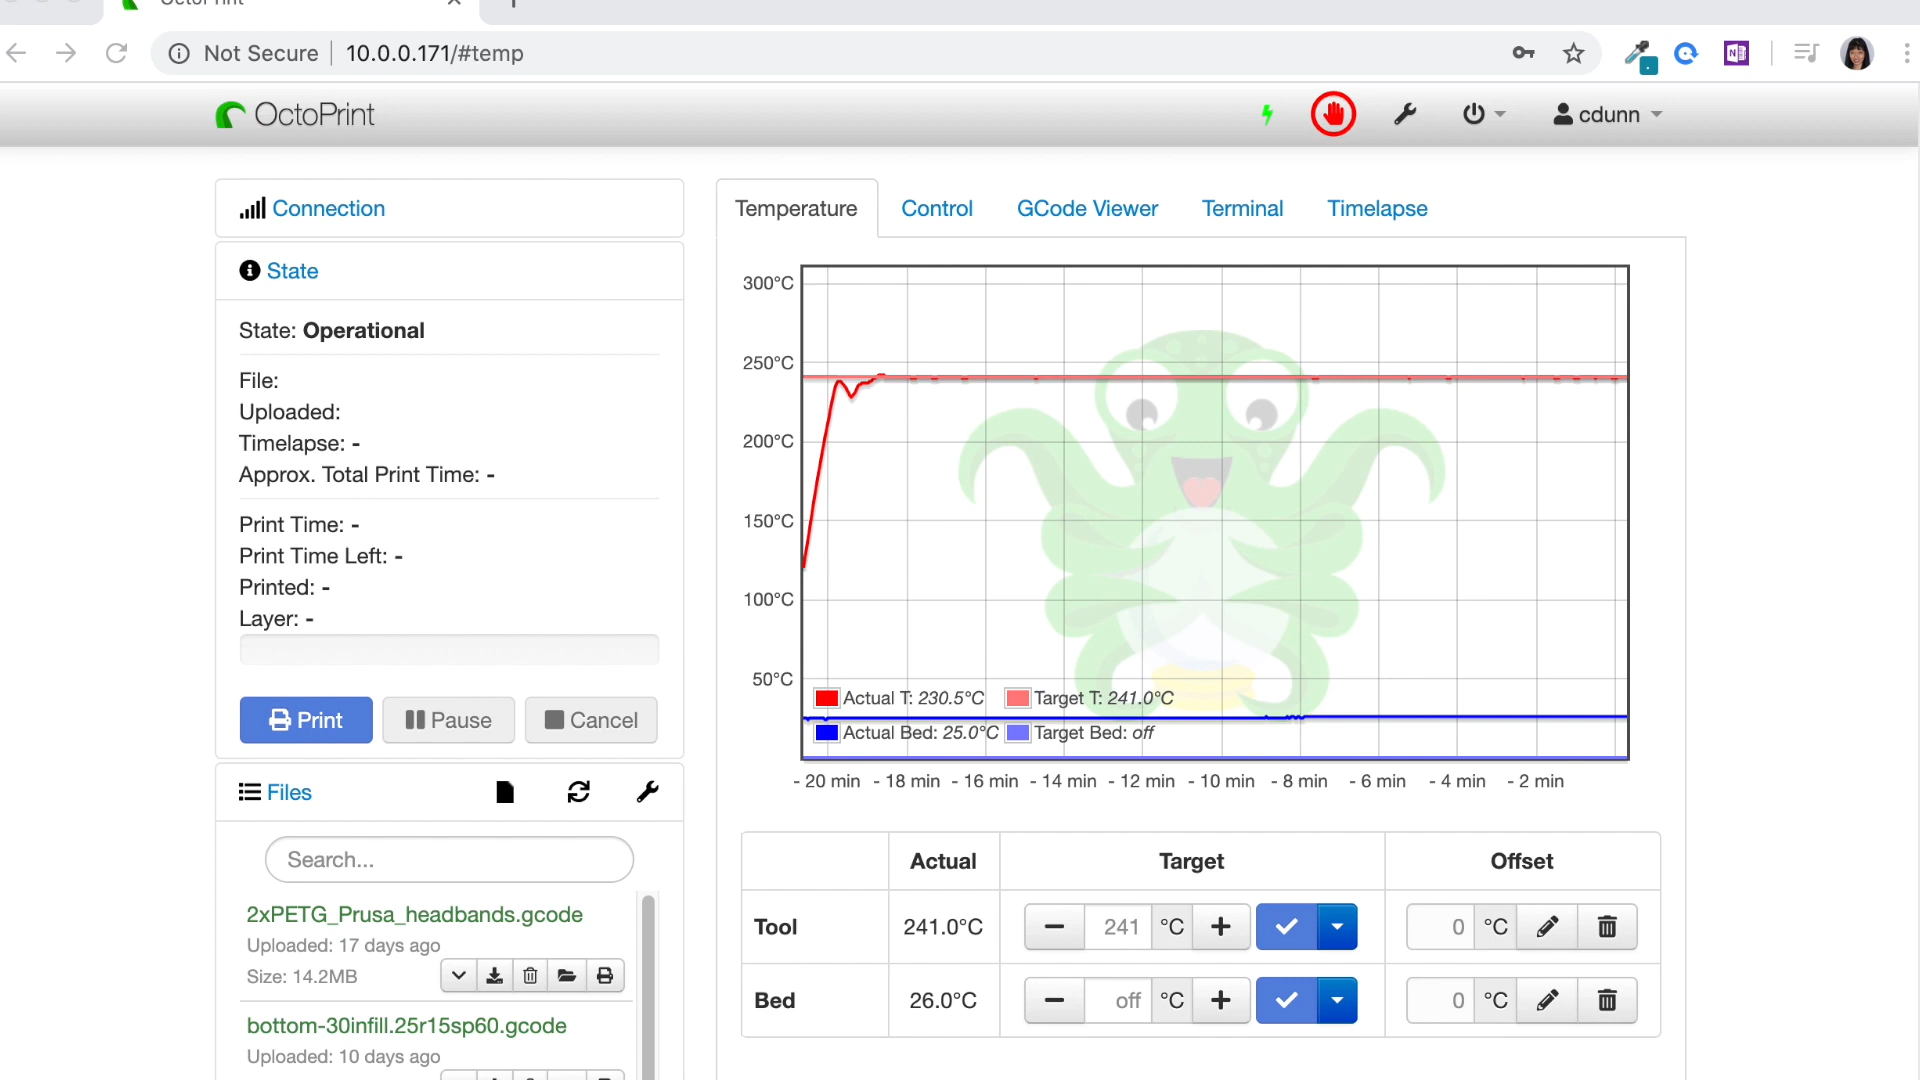 OctoPrint
Not Secure 10.0.0.171/#temp
OctoPrint
cdunn
Connection
State
State: Operational
File:
Uploaded:
Timelapse: -
Approx. Total Print Time: -
Print Time: -
Print Time Left: -
Printed: -
Layer: -
Print Pause Cancel
Files
Search...
2xPETG_Prusa_headbands.gcode
Uploaded: 17 days ago
Size: 14.2MB
bottom-30infill.25r15sp60.gcode
Uploaded: 10 days ago
Temperature Control GCode Viewer Terminal Timelapse
300°C
250°C
200°C
150°C
100°C
50°C
Actual T: 230.5°C Target T: 241.0°C
Actual Bed: 25.0°C Target Bed: off
- 20 min - 18 min - 16 min - 14 min - 12 min - 10 min - 8 min - 6 min - 4 min - 2 min
Actual Target Offset
Tool 241.0°C 241 °C 0 °C
Bed 26.0°C off °C 0 °C